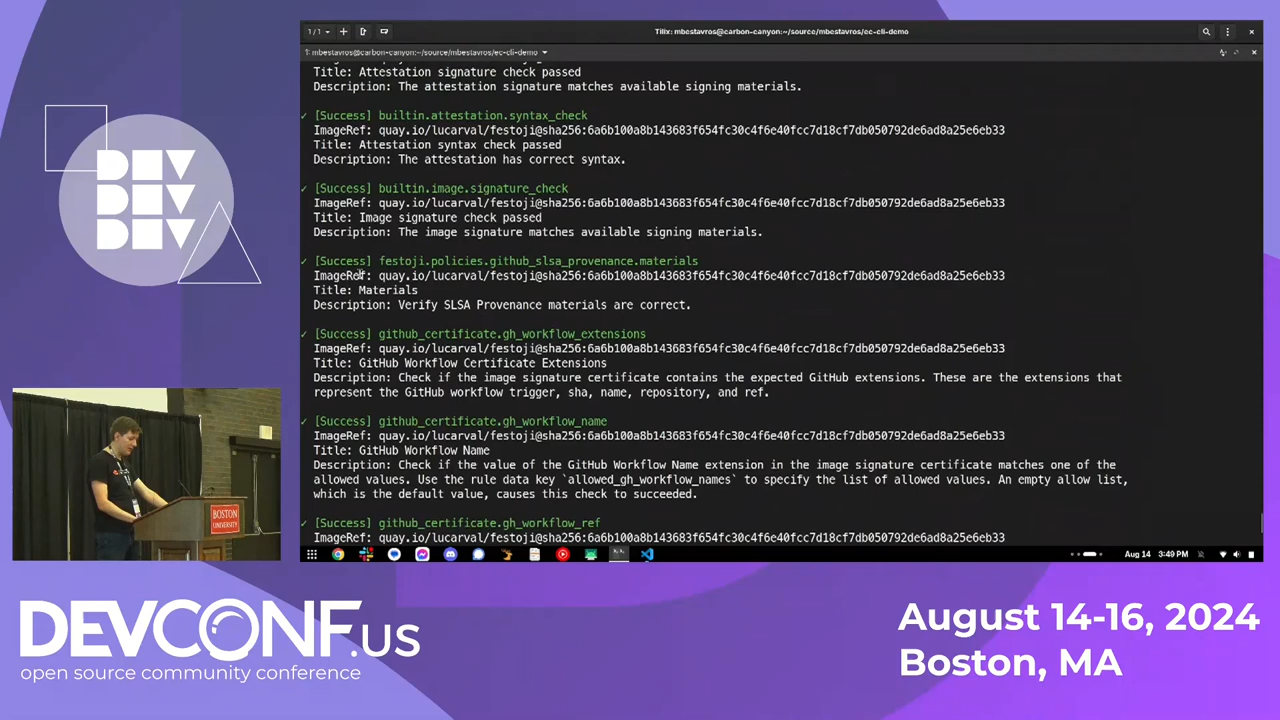 1/1
Tilix: mbestavros@carbon-canyon:~/source/mbestavros/ec-cli-demo
1: mbestavros@carbon-canyon:~/source/mbestavros/ec-cli-demo
Title: Attestation signature check passed
Description: The attestation signature matches available signing materials.
✓ [Success] builtin.attestation.syntax_check
ImageRef: quay.io/lucarval/festoji@sha256:6a6b100a8b143683f654fc30c4f6e40fcc7d18cf7db050792de6ad8a25e6eb33
Title: Attestation syntax check passed
Description: The attestation has correct syntax.
✓ [Success] builtin.image.signature_check
ImageRef: quay.io/lucarval/festoji@sha256:6a6b100a8b143683f654fc30c4f6e40fcc7d18cf7db050792de6ad8a25e6eb33
Title: Image signature check passed
Description: The image signature matches available signing materials.
✓ [Success] festoji.policies.github_slsa_provenance.materials
ImageRef: quay.io/lucarval/festoji@sha256:6a6b100a8b143683f654fc30c4f6e40fcc7d18cf7db050792de6ad8a25e6eb33
Title: Materials
Description: Verify SLSA Provenance materials are correct.
✓ [Success] github_certificate.gh_workflow_extensions
ImageRef: quay.io/lucarval/festoji@sha256:6a6b100a8b143683f654fc30c4f6e40fcc7d18cf7db050792de6ad8a25e6eb33
Title: GitHub Workflow Certificate Extensions
Description: Check if the image signature certificate contains the expected GitHub extensions. These are the extensions that
represent the GitHub workflow trigger, sha, name, repository, and ref.
✓ [Success] github_certificate.gh_workflow_name
ImageRef: quay.io/lucarval/festoji@sha256:6a6b100a8b143683f654fc30c4f6e40fcc7d18cf7db050792de6ad8a25e6eb33
Title: GitHub Workflow Name
Description: Check if the value of the GitHub Workflow Name extension in the image signature certificate matches one of the
allowed values. Use the rule data key `allowed_gh_workflow_names` to specify the list of allowed values. An empty allow list,
which is the default value, causes this check to succeeded.
✓ [Success] github_certificate.gh_workflow_ref
ImageRef: quay.io/lucarval/festoji@sha256:6a6b100a8b143683f654fc30c4f6e40fcc7d18cf7db050792de6ad8a25e6eb33
Aug 14 3:49 PM
DEV
DEV
DEV
BOSTON
UNIVERSITY
DEVCONF.us
open source community conference
August 14-16, 2024
Boston, MA